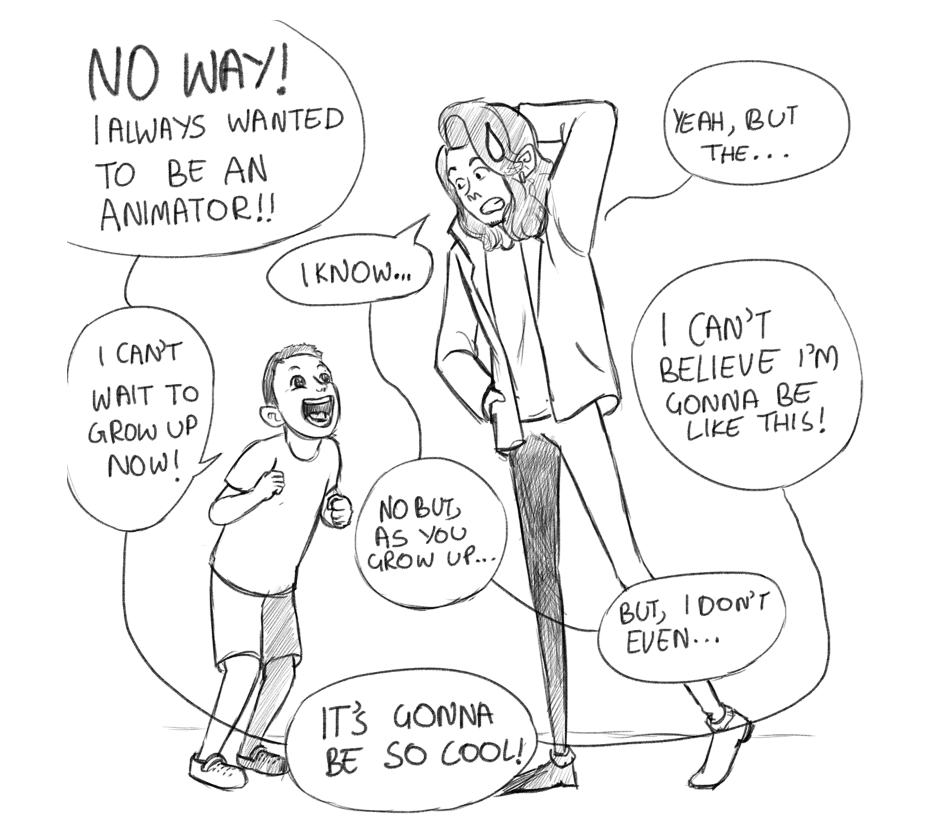 NO WAY!
I ALWAYS WANTED
TO BE AN
ANIMATOR!!
YEAH, BUT
THE...
I KNOW...
I CAN'T
WAIT TO
GROW UP
NOW!
NO BUT,
AS YOU
GROW UP...
BUT, I DON'T
EVEN...
IT'S GONNA
BE SO COOL!
I CAN'T
BELIEVE I'M
GONNA BE
LIKE THIS!